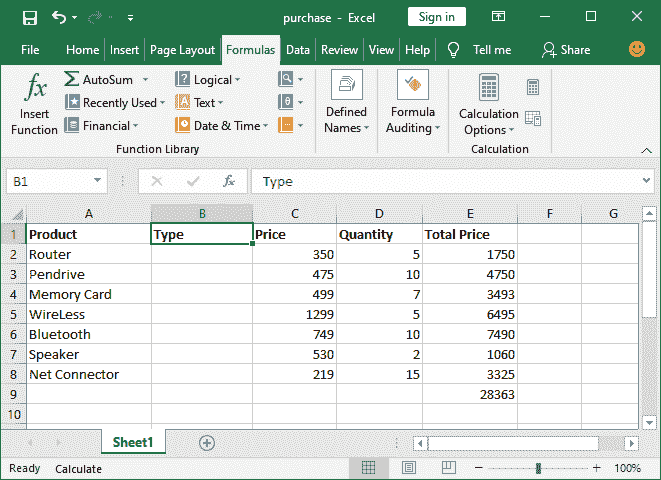 purchase - Excel
Sign in
File Home Insert Page Layout Formulas Data Review View Help Tell me Share
fx
Insert Function
Σ AutoSum
Recently Used
Financial
? Logical
A Text
Date & Time
θ
Function Library
Defined Names
Formula Auditing
Calculation Options
Calculation
B1 fx Type
A B C D E F G
1 Product Type Price Quantity Total Price
2 Router 350 5 1750
3 Pendrive 475 10 4750
4 Memory Card 499 7 3493
5 WireLess 1299 5 6495
6 Bluetooth 749 10 7490
7 Speaker 530 2 1060
8 Net Connector 219 15 3325
9 28363
10
Sheet1
Ready Calculate 100%